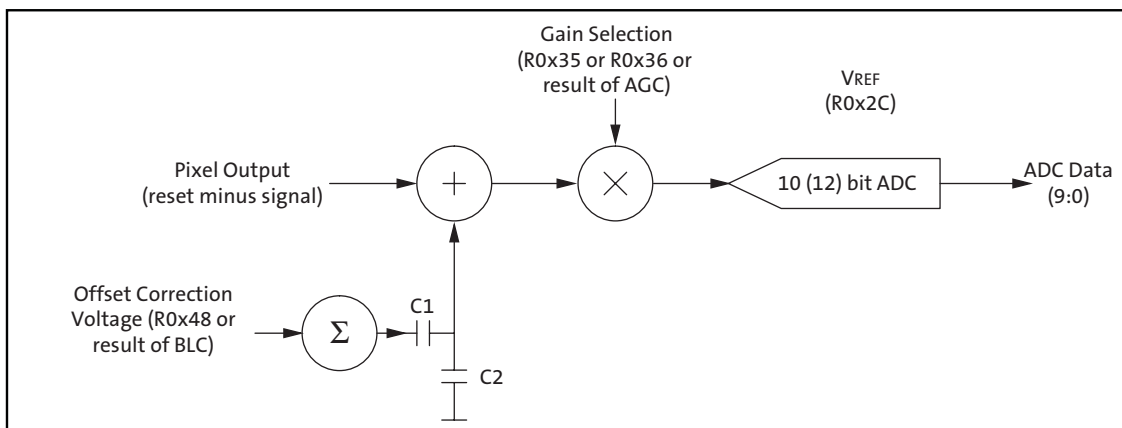 Gain Selection
(R0x35 or R0x36 or
result of AGC)
VREF
(R0x2C)
Pixel Output
(reset minus signal)
+
×
10 (12) bit ADC
ADC Data
(9:0)
Offset Correction
Voltage (R0x48 or
result of BLC)
Σ
C1
C2